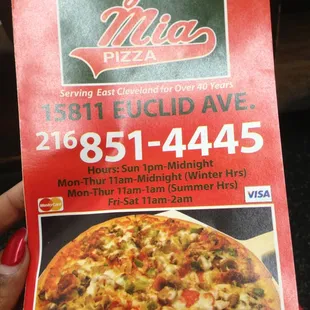 Mia
PIZZA
Serving East Cleveland for Over 40 Years
15811 EUCLID AVE.
216 851-4445
Hours: Sun 1pm-Midnight
Mon-Thur 11am-Midnight (Winter Hrs)
Mon-Thur 11am-1am (Summer Hrs)
Fri-Sat 11am-2am
VISA
MasterCard